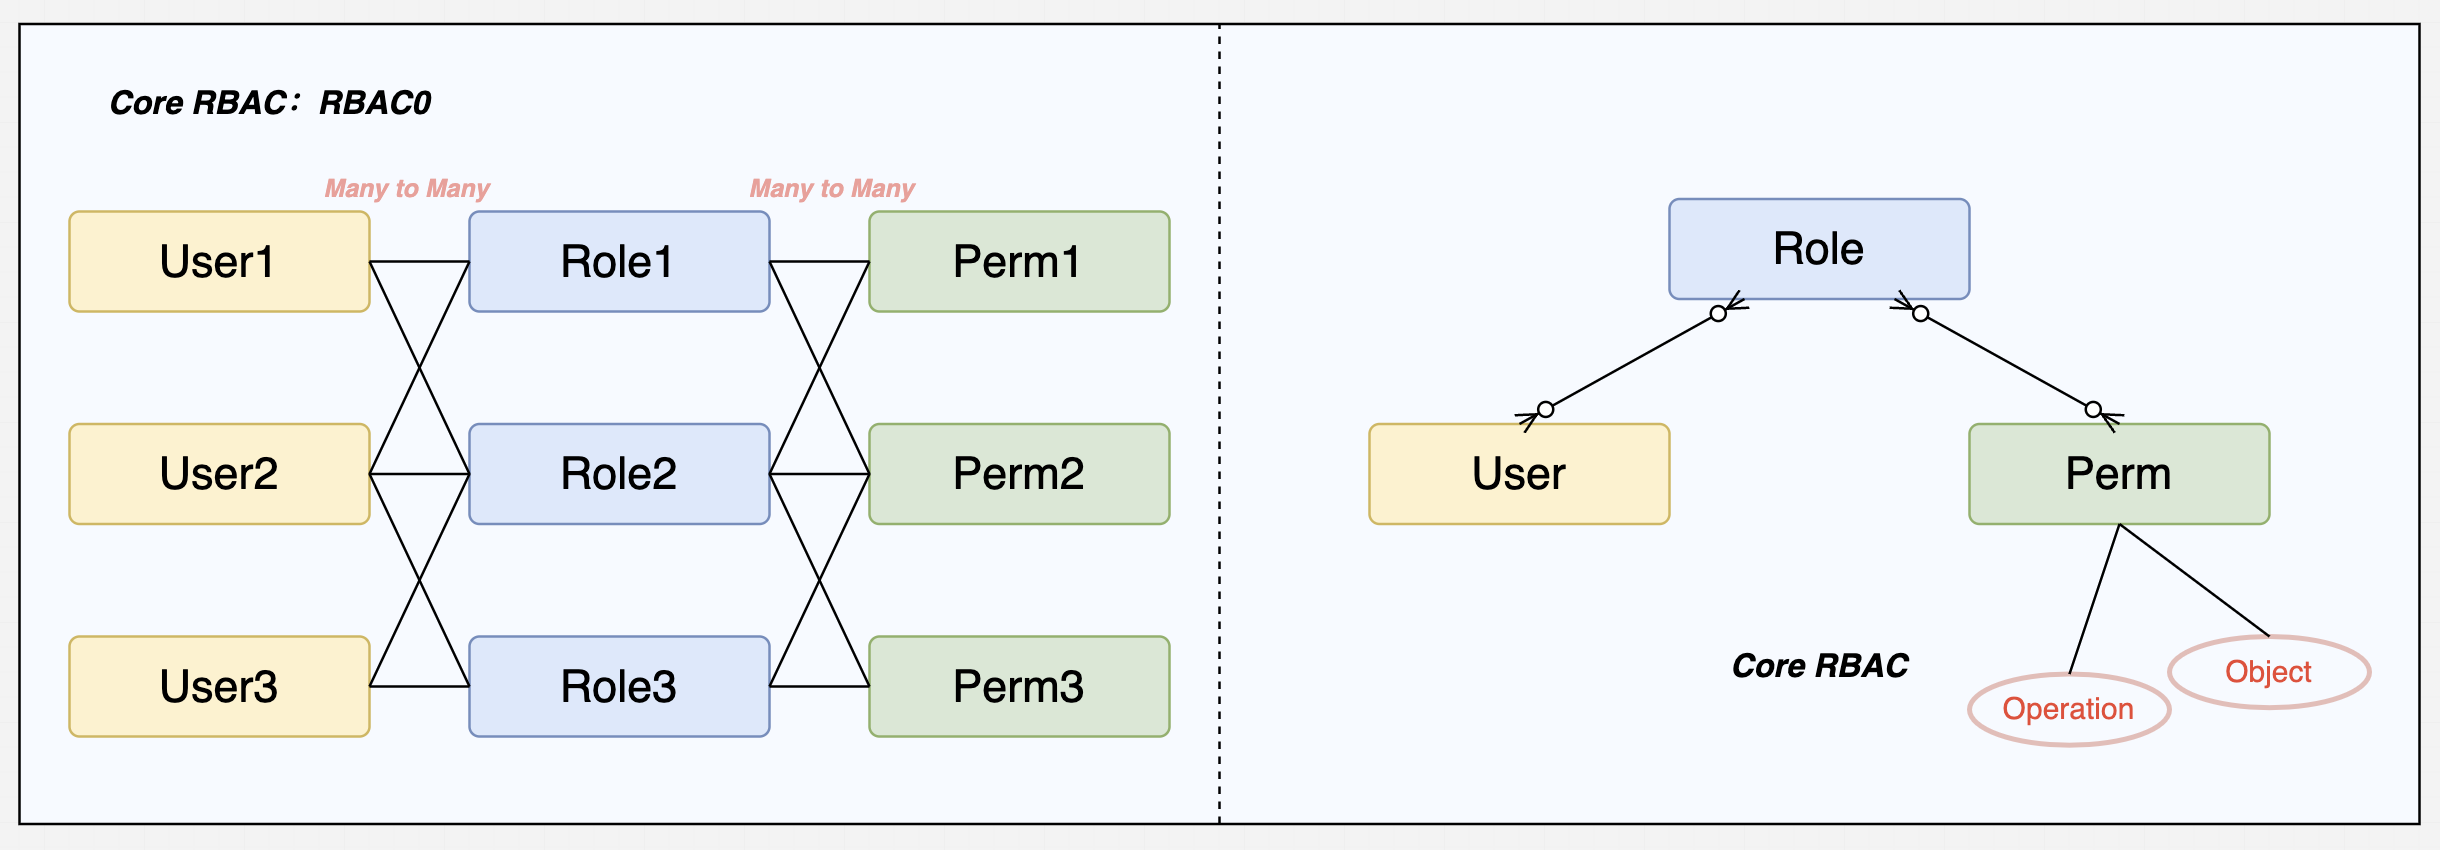 Core RBAC：RBAC0
Many to Many
Many to Many
User1
Role1
Perm1
User2
Role2
Perm2
User3
Role3
Perm3
Role
User
Perm
Core RBAC
Operation
Object